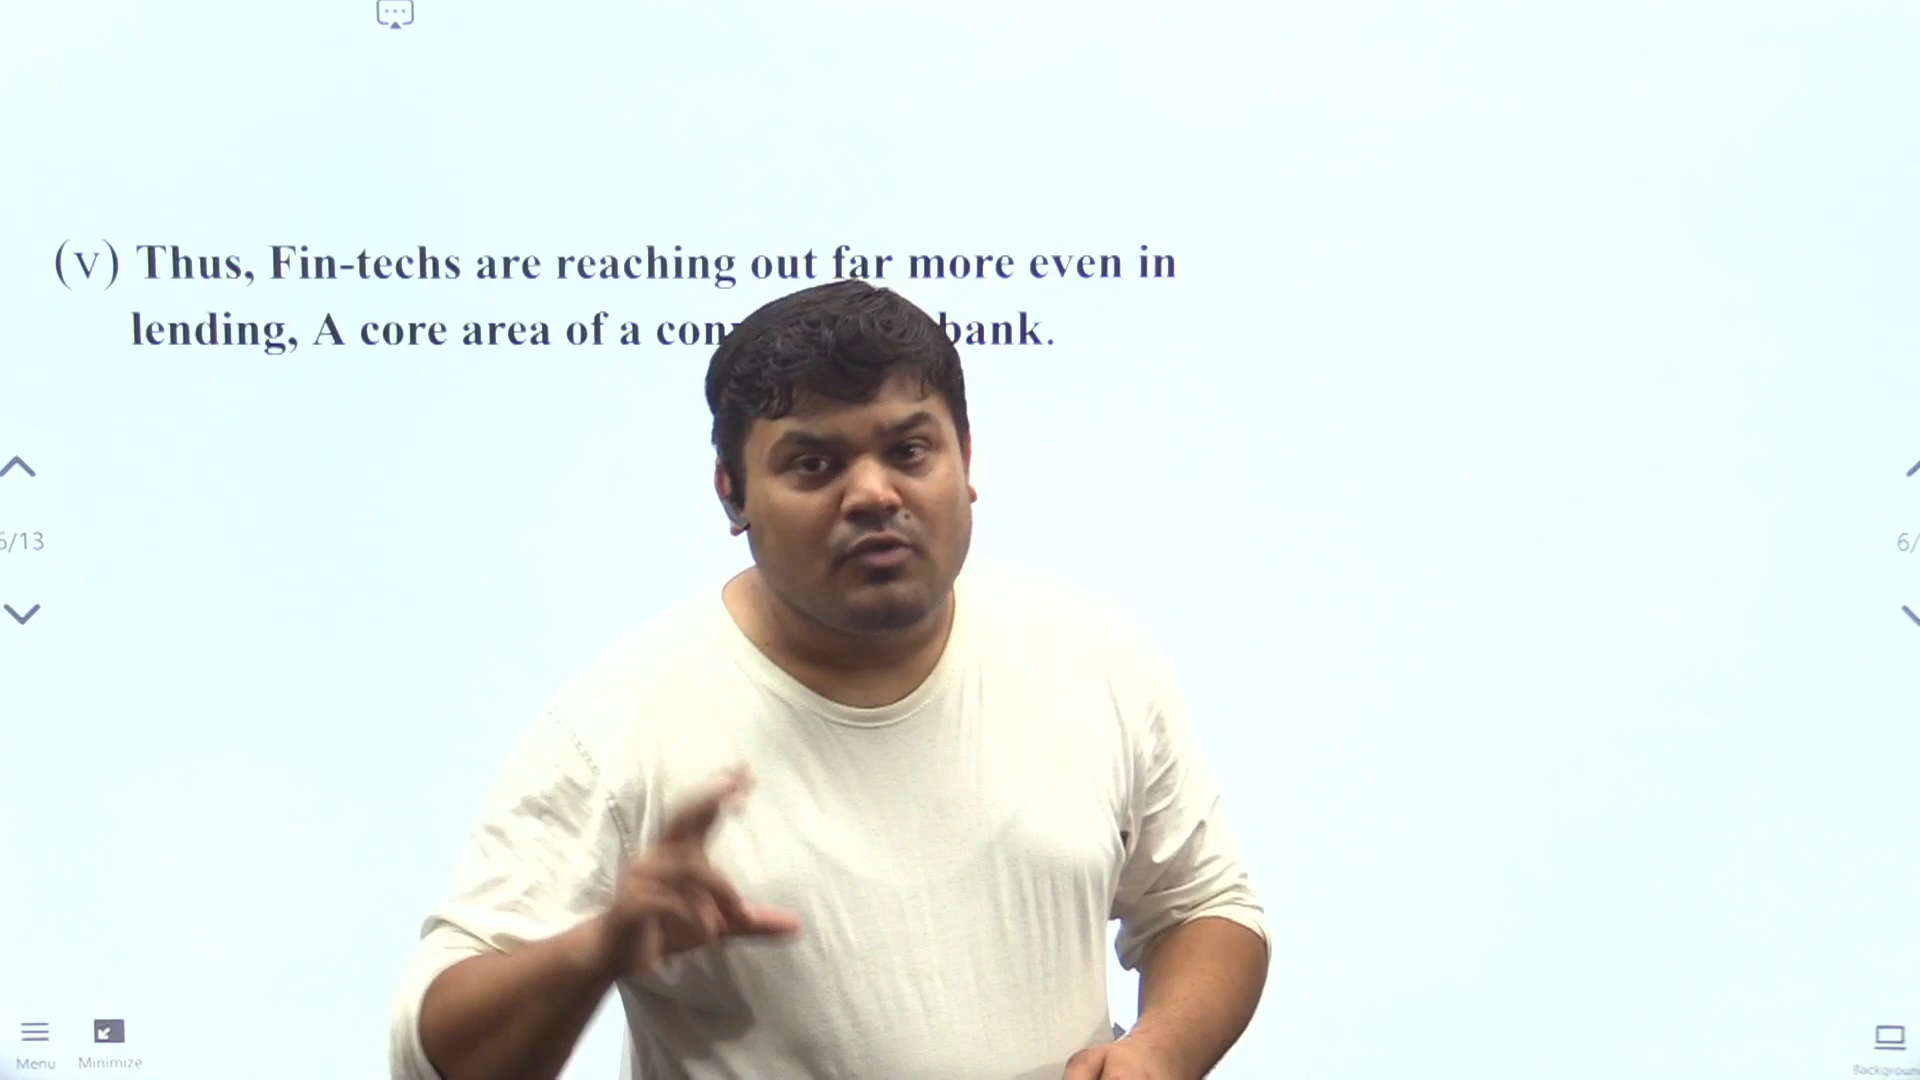 (v) Thus, Fin-techs are reaching out far more even in
lending, A core area of a con bank.
6/13
6/
Menu Minimize
Background